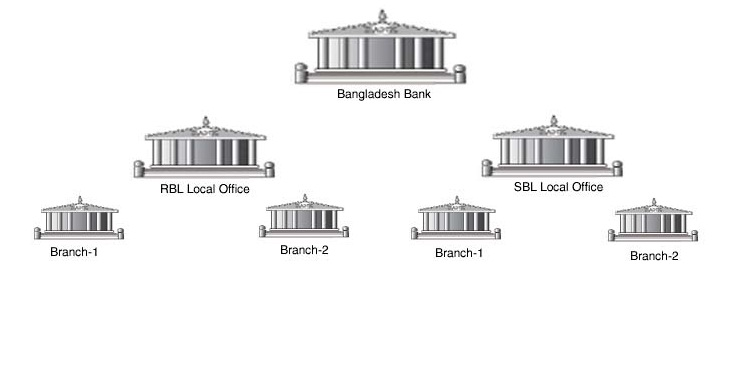 Bangladesh Bank
RBL Local Office
SBL Local Office
Branch-1
Branch-2
Branch-1
Branch-2